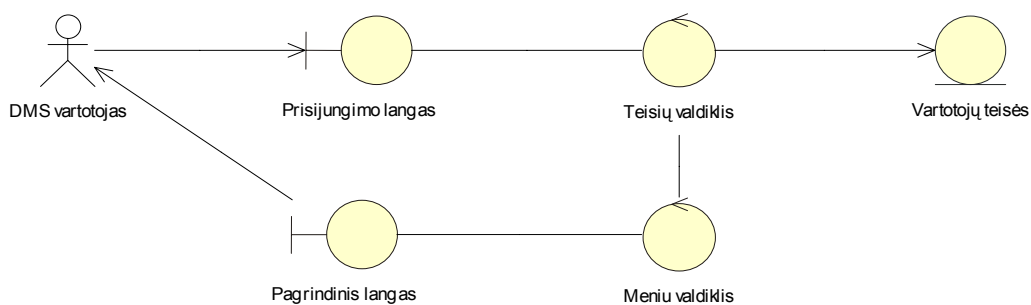 DMS vartotojas
Prisijungimo langas
Teisių valdiklis
Vartotojų teisės
Pagrindinis langas
Meniu valdiklis